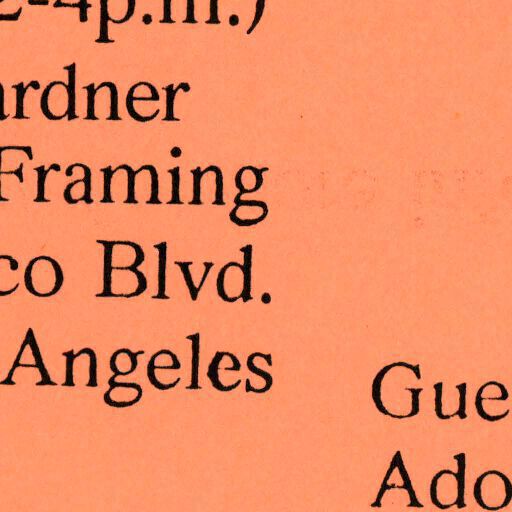 2-4p.m.)
ardner
Framing
co Blvd.
Angeles
Gue
Ado